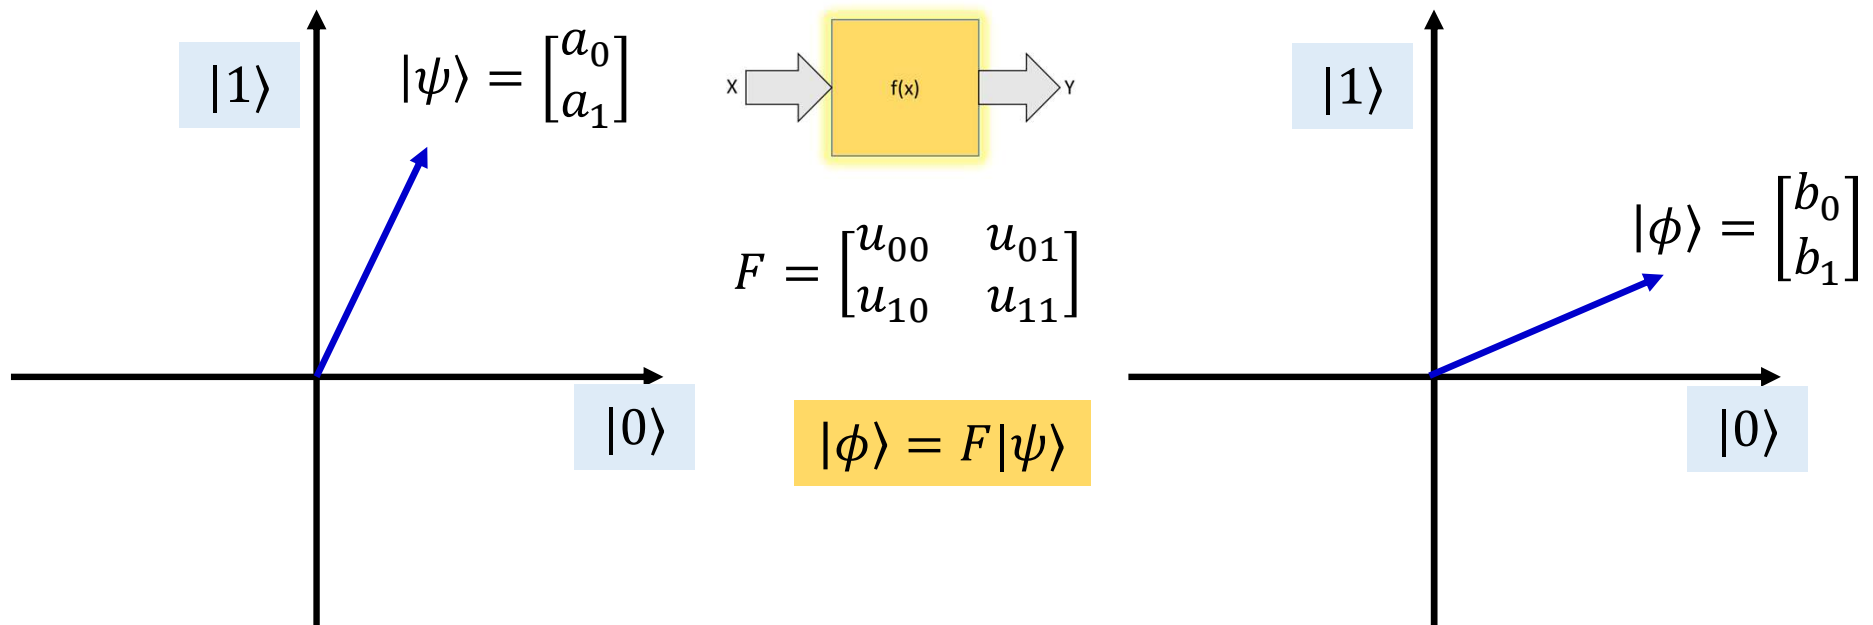 |1⟩
|ψ⟩ = [a₀ a₁]
|0⟩
X
f(x)
Y
F = [u₀₀ u₀₁
u₁₀ u₁₁]
|ϕ⟩ = F|ψ⟩
|1⟩
|ϕ⟩ = [b₀ b₁]
|0⟩